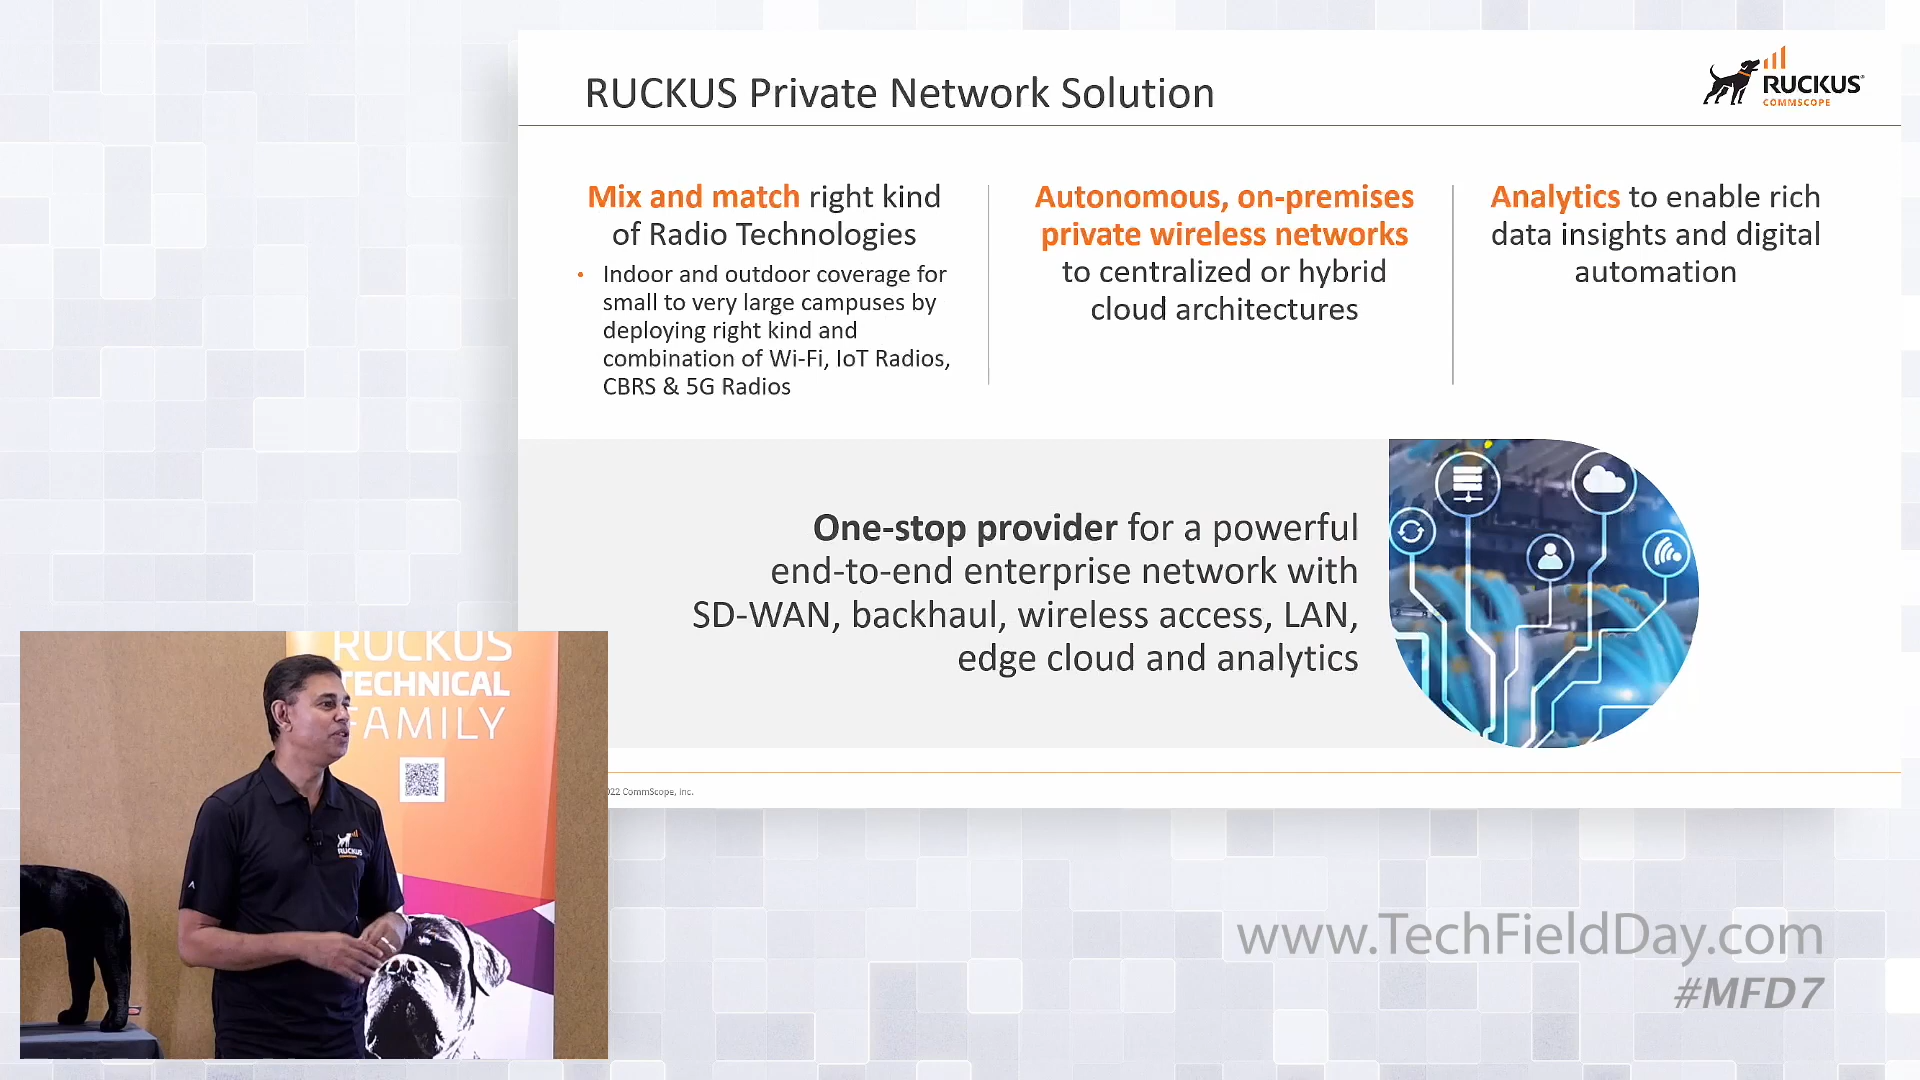 RUCKUS Private Network Solution
RUCKUS
COMMSCOPE
Mix and match right kind
of Radio Technologies
• Indoor and outdoor coverage for
small to very large campuses by
deploying right kind and
combination of Wi-Fi, IoT Radios,
CBRS & 5G Radios
Autonomous, on-premises
private wireless networks
to centralized or hybrid
cloud architectures
Analytics to enable rich
data insights and digital
automation
One-stop provider for a powerful
end-to-end enterprise network with
SD-WAN, backhaul, wireless access, LAN,
edge cloud and analytics
22 CommScope, Inc.
RUCKUS
TECHNICAL
FAMILY
RUCKUS
www.TechFieldDay.com
#MFD7